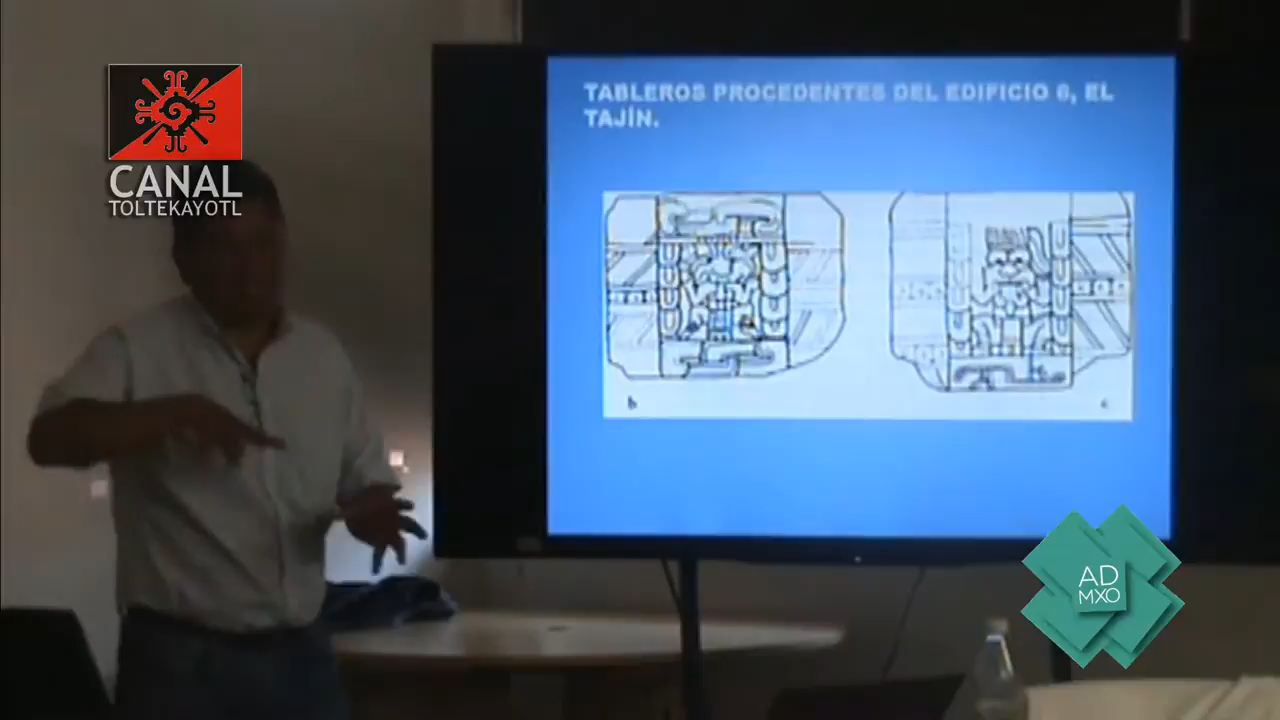 CANAL
TOLTEKAYOTL
TABLEROS PROCEDENTES DEL EDIFICIO 6, EL
TAJÍN.
b
c
AD
MXO